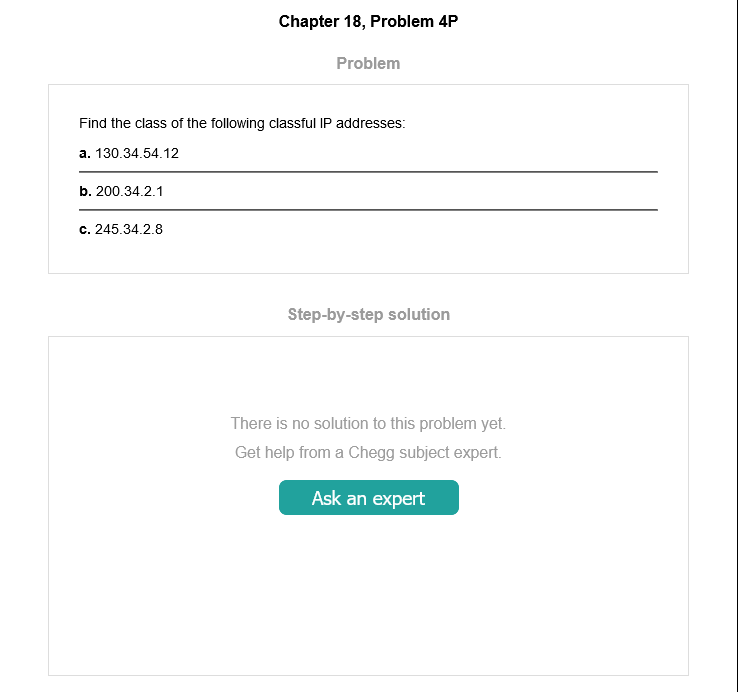 Chapter 18, Problem 4P
Problem
Find the class of the following classful IP addresses:
a. 130.34.54.12
b. 200.34.2.1
c. 245.34.2.8
Step-by-step solution
There is no solution to this problem yet.
Get help from a Chegg subject expert.
Ask an expert